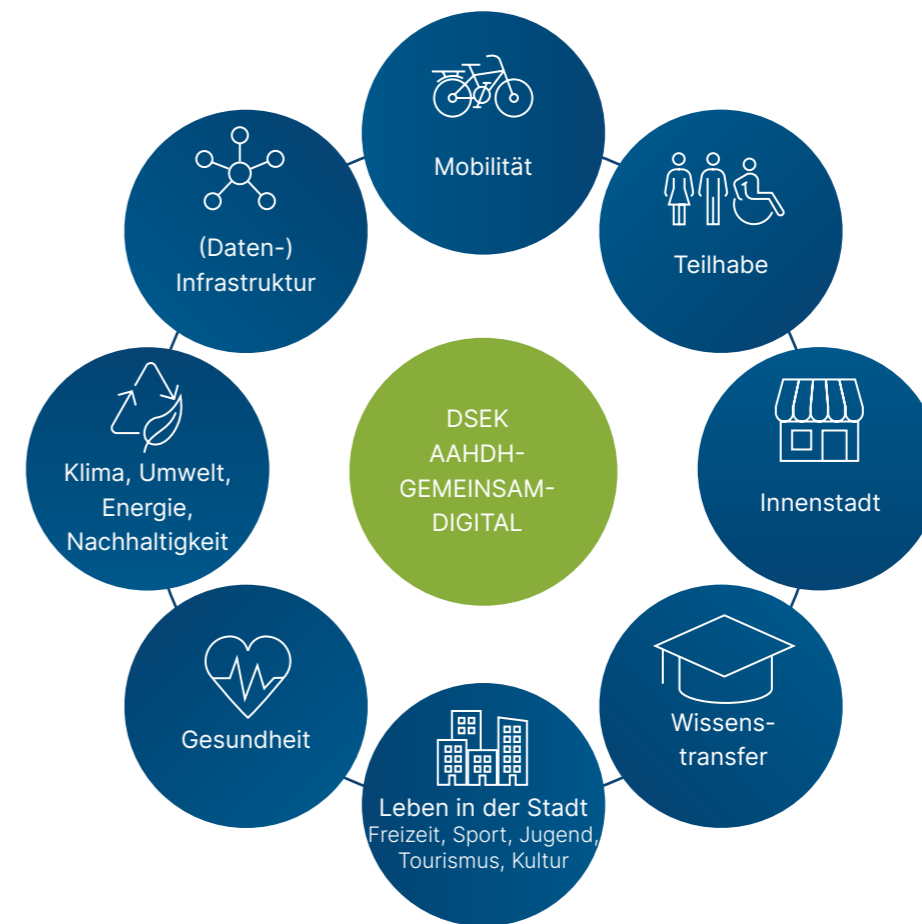 Mobilität
Teilhabe
Innenstadt
Wissens-
transfer
Leben in der Stadt
Freizeit, Sport, Jugend,
Tourismus, Kultur
Gesundheit
Klima, Umwelt,
Energie,
Nachhaltigkeit
(Daten-)
Infrastruktur
DSEK
AAHDH-
GEMEINSAM-
DIGITAL